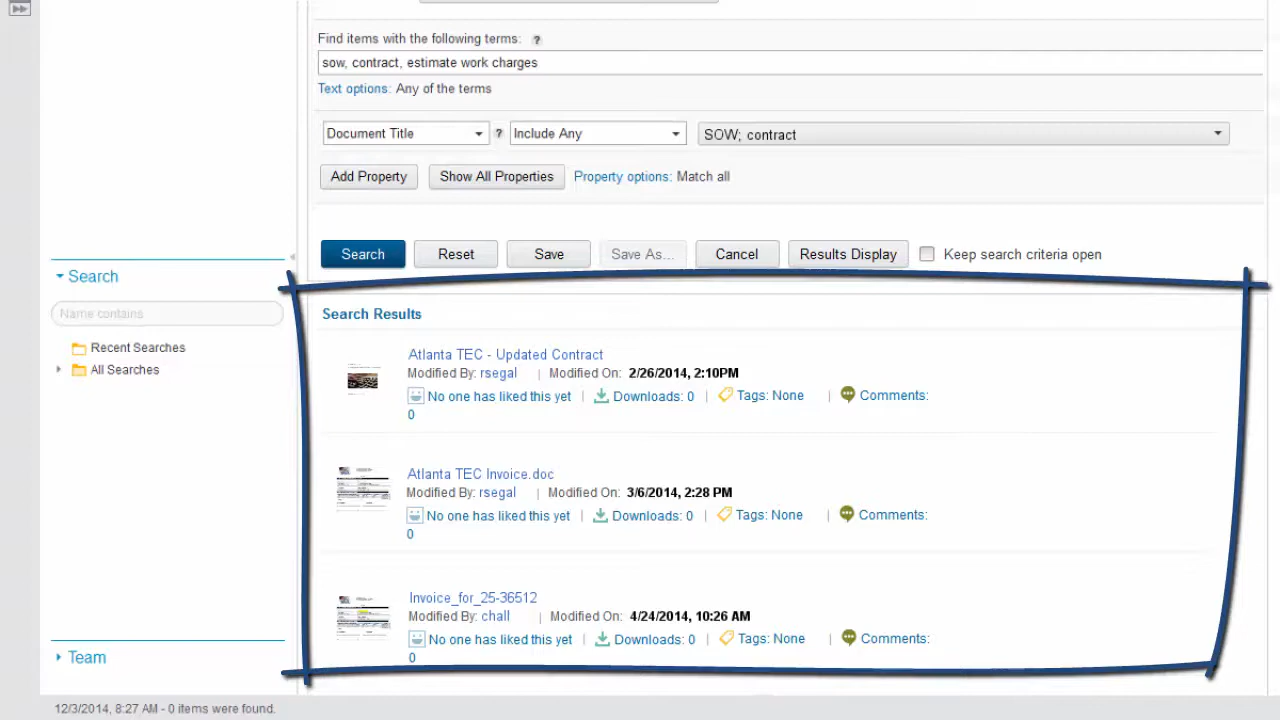 Find items with the following terms: ?
sow, contract, estimate work charges
Text options: Any of the terms
Document Title ? Include Any SOW; contract
Add Property Show All Properties Property options: Match all
Search Reset Save Save As... Cancel Results Display Keep search criteria open
Search
Name contains
Recent Searches
All Searches
Team
Search Results
Atlanta TEC - Updated Contract
Modified By: rsegal | Modified On: 2/26/2014, 2:10PM
No one has liked this yet | Downloads: 0 | Tags: None | Comments:
0
Atlanta TEC Invoice.doc
Modified By: rsegal | Modified On: 3/6/2014, 2:28 PM
No one has liked this yet | Downloads: 0 | Tags: None | Comments:
0
Invoice_for_25-36512
Modified By: chall | Modified On: 4/24/2014, 10:26 AM
No one has liked this yet | Downloads: 0 | Tags: None | Comments:
0
12/3/2014, 8:27 AM - 0 items were found.